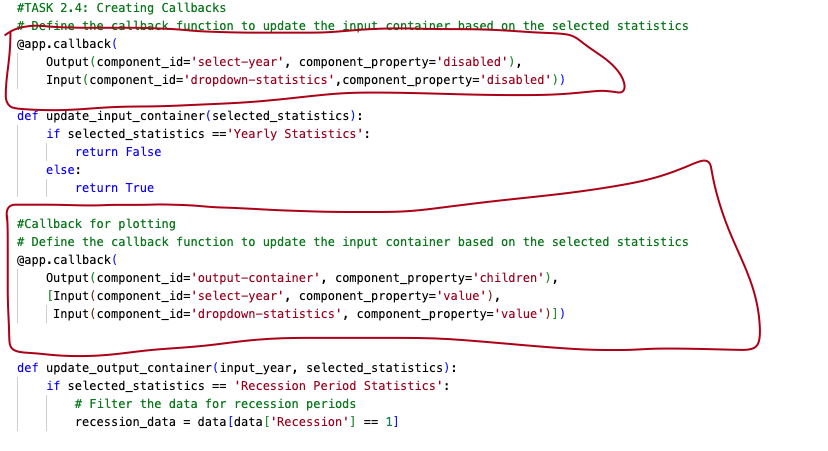 #TASK 2.4: Creating Callbacks
# Define the callback function to update the input container based on the selected statistics
@app.callback(
    Output(component_id='select-year', component_property='disabled'),
    Input(component_id='dropdown-statistics',component_property='disabled'))
def update_input_container(selected_statistics):
    if selected_statistics =='Yearly Statistics':
        return False
    else:
        return True
#Callback for plotting
# Define the callback function to update the input container based on the selected statistics
@app.callback(
    Output(component_id='output-container', component_property='children'),
    [Input(component_id='select-year', component_property='value'),
     Input(component_id='dropdown-statistics', component_property='value')])
def update_output_container(input_year, selected_statistics):
    if selected_statistics == 'Recession Period Statistics':
        # Filter the data for recession periods
        recession_data = data[data['Recession'] == 1]